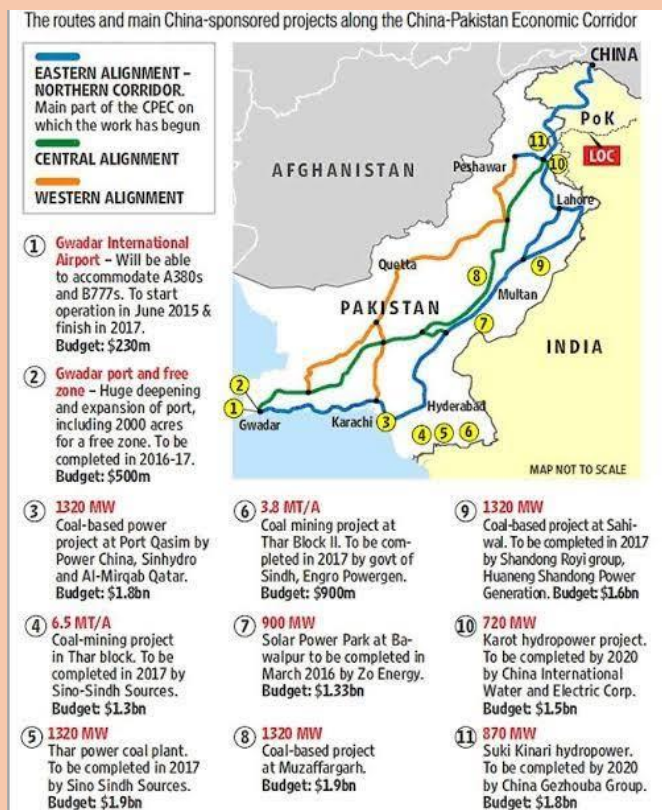 The routes and main China-sponsored projects along the China-Pakistan Economic Corridor
EASTERN ALIGNMENT –
NORTHERN CORRIDOR.
Main part of the CPEC on
which the work has begun
CENTRAL ALIGNMENT
WESTERN ALIGNMENT
CHINA
PoK
LOC
AFGHANISTAN
Peshawar
11
10
Lahore
Quetta
8
9
Multan
PAKISTAN
7
INDIA
2
1
Gwadar
Karachi
3
Hyderabad
4
5
6
MAP NOT TO SCALE
1
Gwadar International
Airport – Will be able
to accommodate A380s
and B777s. To start
operation in June 2015 &
finish in 2017.
Budget: $230m
2
Gwadar port and free
zone – Huge deepening
and expansion of port,
including 2000 acres
for a free zone. To be
completed in 2016-17.
Budget: $500m
3
1320 MW
Coal-based power
project at Port Qasim by
Power China, Sinhydro
and Al-Mirqab Qatar.
Budget: $1.8bn
4
6.5 MT/A
Coal-mining project
in Thar block. To be
completed in 2017 by
Sino-Sindh Sources.
Budget: $1.3bn
5
1320 MW
Thar power coal plant.
To be completed in 2017
by Sino Sindh Sources.
Budget: $1.9bn
6
3.8 MT/A
Coal mining project at
Thar Block II. To be com-
pleted in 2017 by govt of
Sindh, Engro Powergen.
Budget: $900m
7
900 MW
Solar Power Park at Ba-
walpur to be completed in
March 2016 by Zo Energy.
Budget: $1.33bn
8
1320 MW
Coal-based project
at Muzaffargarh.
Budget: $1.9bn
9
1320 MW
Coal-based project at Sahi-
wal. To be completed in 2017
by Shandong Royi group,
Huaneng Shandong Power
Generation. Budget: $1.6bn
10
720 MW
Karot hydropower project.
To be completed by 2020
by China International
Water and Electric Corp.
Budget: $1.5bn
11
870 MW
Suki Kinari hydropower.
To be completed by 2020
by China Gezhouba Group.
Budget: $1.8bn